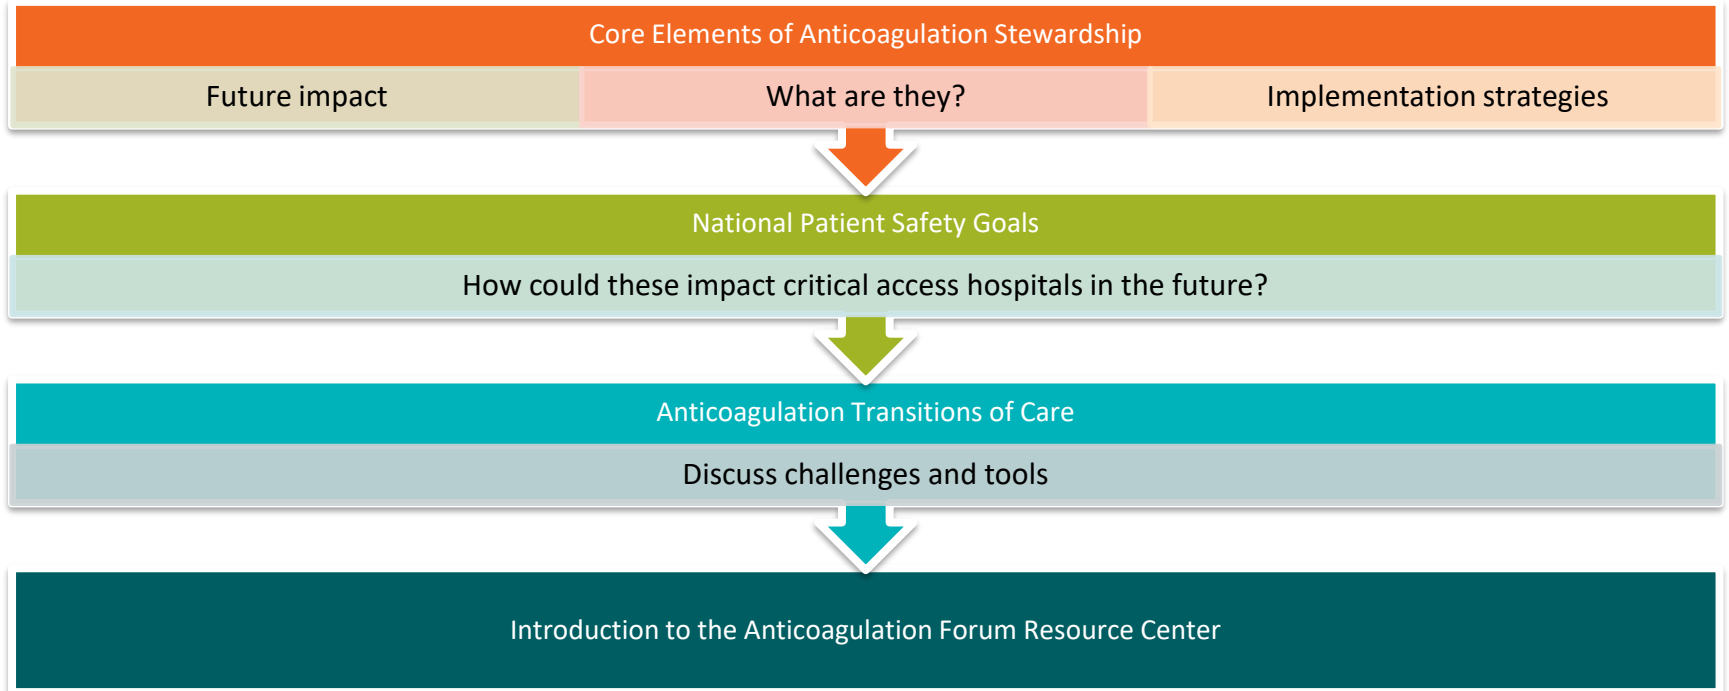 Core Elements of Anticoagulation Stewardship
Future impact
What are they?
Implementation strategies
National Patient Safety Goals
How could these impact critical access hospitals in the future?
Anticoagulation Transitions of Care
Discuss challenges and tools
Introduction to the Anticoagulation Forum Resource Center